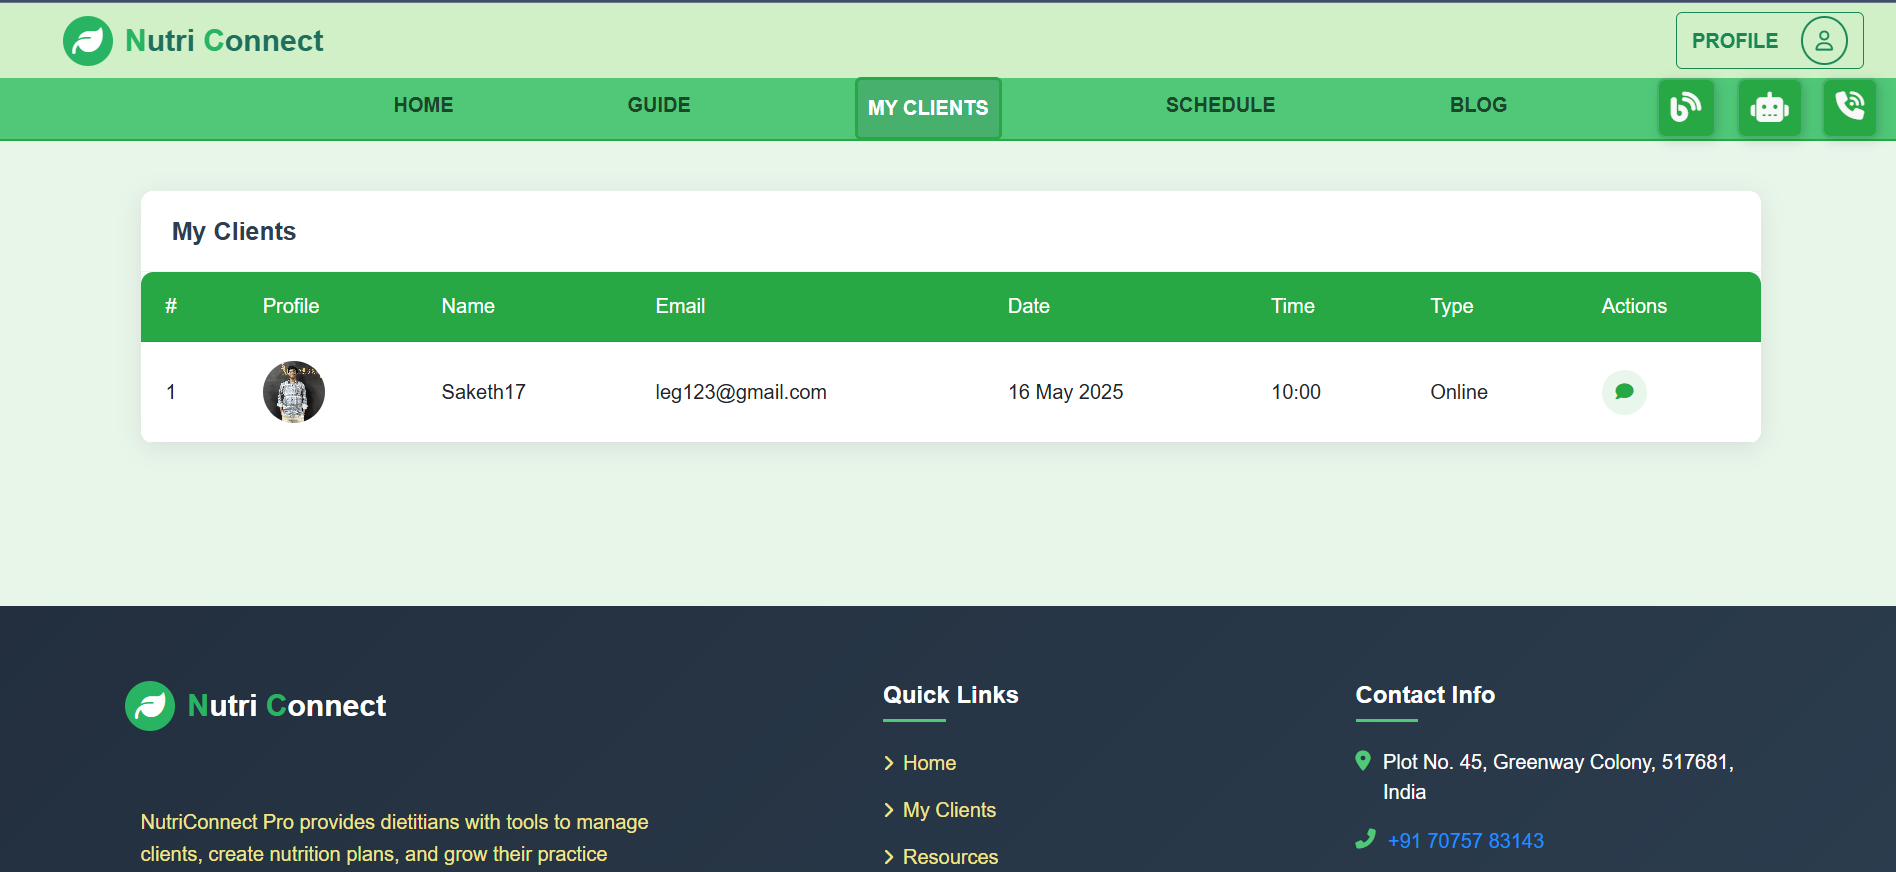 Nutri Connect
PROFILE
HOME GUIDE MY CLIENTS SCHEDULE BLOG
My Clients
# Profile Name Email Date Time Type Actions
1 Saketh17 leg123@gmail.com 16 May 2025 10:00 Online
Nutri Connect
NutriConnect Pro provides dietitians with tools to manage
clients, create nutrition plans, and grow their practice
Quick Links
Home
My Clients
Resources
Contact Info
Plot No. 45, Greenway Colony, 517681,
India
+91 70757 83143